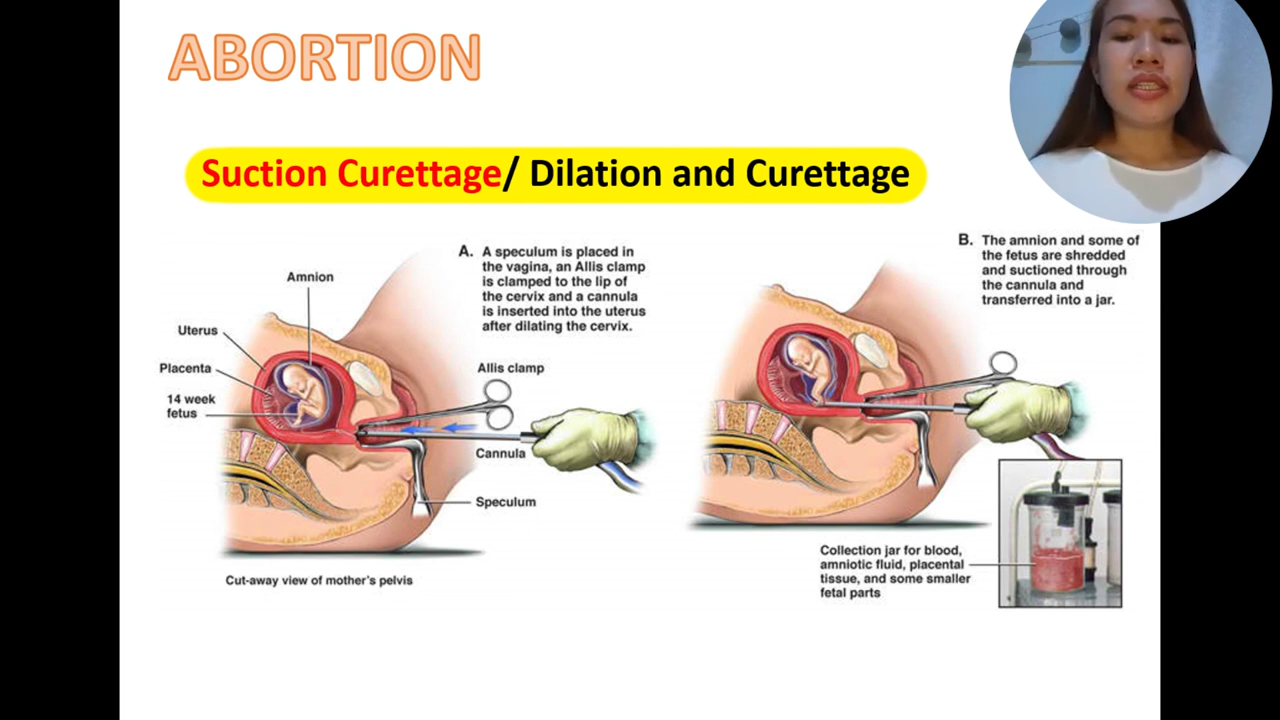 ABORTION
Suction Curettage/ Dilation and Curettage
A. A speculum is placed in
the vagina, an Allis clamp
is clamped to the lip of
the cervix and a cannula
is inserted into the uterus
after dilating the cervix.
Amnion
Uterus
Placenta
14 week
fetus
Allis clamp
Cannula
Speculum
Cut-away view of mother's pelvis
B. The amnion and some of
the fetus are shredded
and suctioned through
the cannula and
transferred into a jar.
Collection jar for blood,
amniotic fluid, placental
tissue, and some smaller
fetal parts